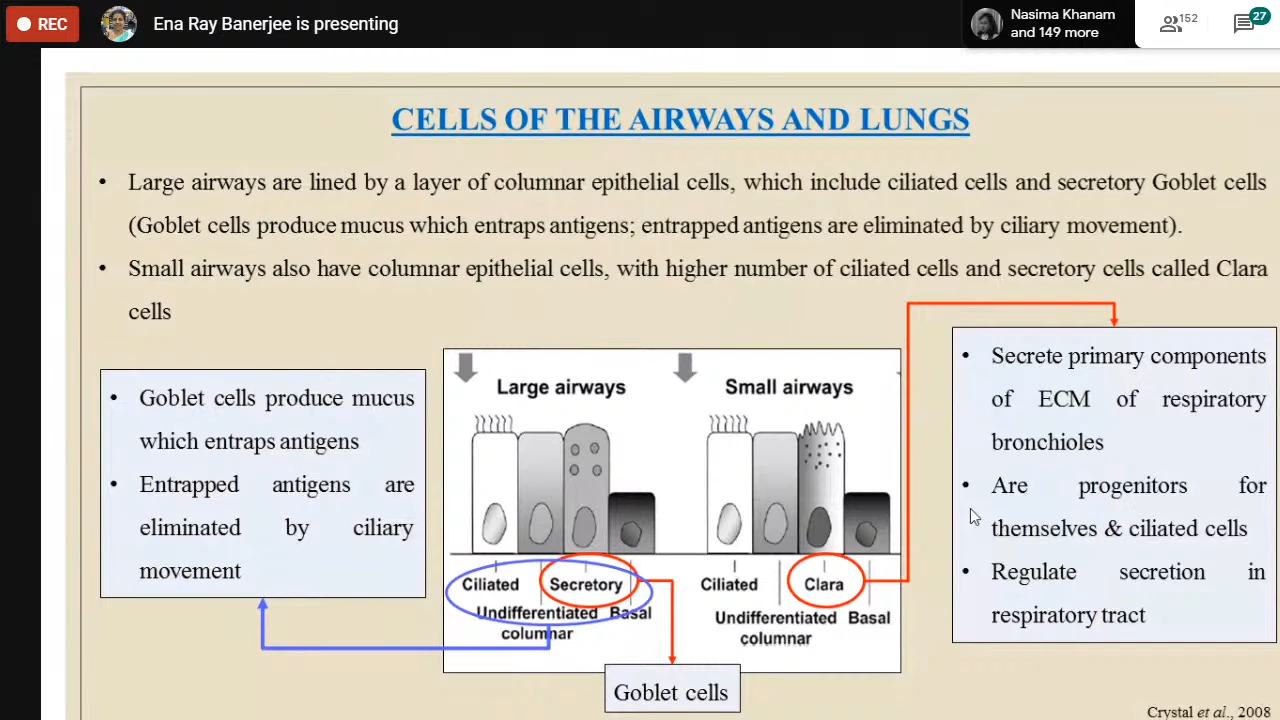 REC
Ena Ray Banerjee is presenting
Nasima Khanam
and 149 more
152
27
CELLS OF THE AIRWAYS AND LUNGS
• Large airways are lined by a layer of columnar epithelial cells, which include ciliated cells and secretory Goblet cells
(Goblet cells produce mucus which entraps antigens; entrapped antigens are eliminated by ciliary movement).
• Small airways also have columnar epithelial cells, with higher number of ciliated cells and secretory cells called Clara
cells
• Goblet cells produce mucus
which entraps antigens
• Entrapped antigens are
eliminated by ciliary
movement
Large airways
Ciliated
Secretory
Undifferentiated
columnar
Basal
Small airways
Ciliated
Clara
Undifferentiated
columnar
Basal
Goblet cells
• Secrete primary components
of ECM of respiratory
bronchioles
• Are progenitors for
themselves & ciliated cells
• Regulate secretion in
respiratory tract
Crystal et al., 2008